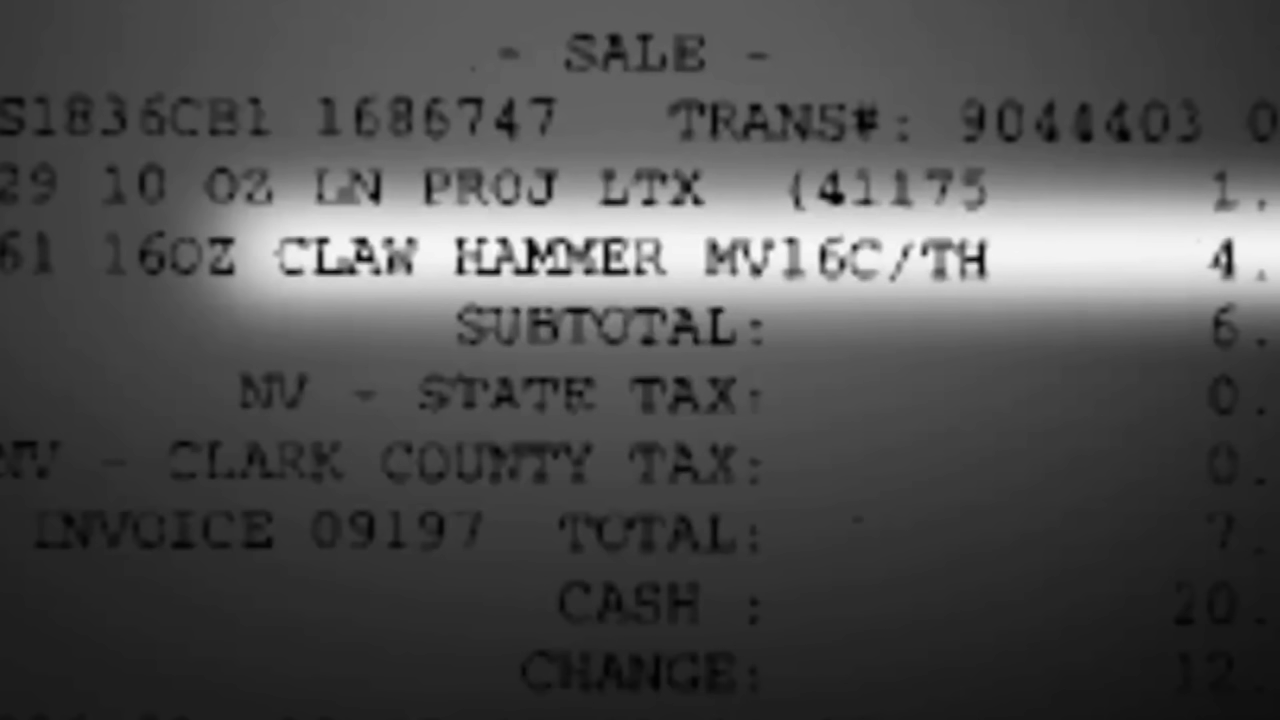 - SALE -
S1836CB1 1686747 TRANS#: 9044403 0
29 10 OZ LN PROJ LTX (41175 1.
61 16OZ CLAW HAMMER MV16C/TH 4.
SUBTOTAL: 6.
NV - STATE TAX: 0.
NV - CLARK COUNTY TAX: 0.
INVOICE 09197 TOTAL: 7.
CASH : 20.
CHANGE: 12.